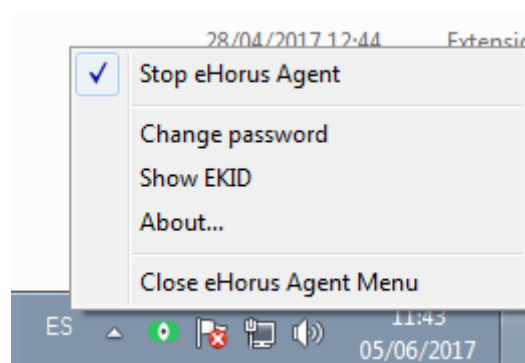 28/04/2017 12:44
Stop eHorus Agent
Change password
Show EKID
About...
Close eHorus Agent Menu
ES
11:43
05/06/2017